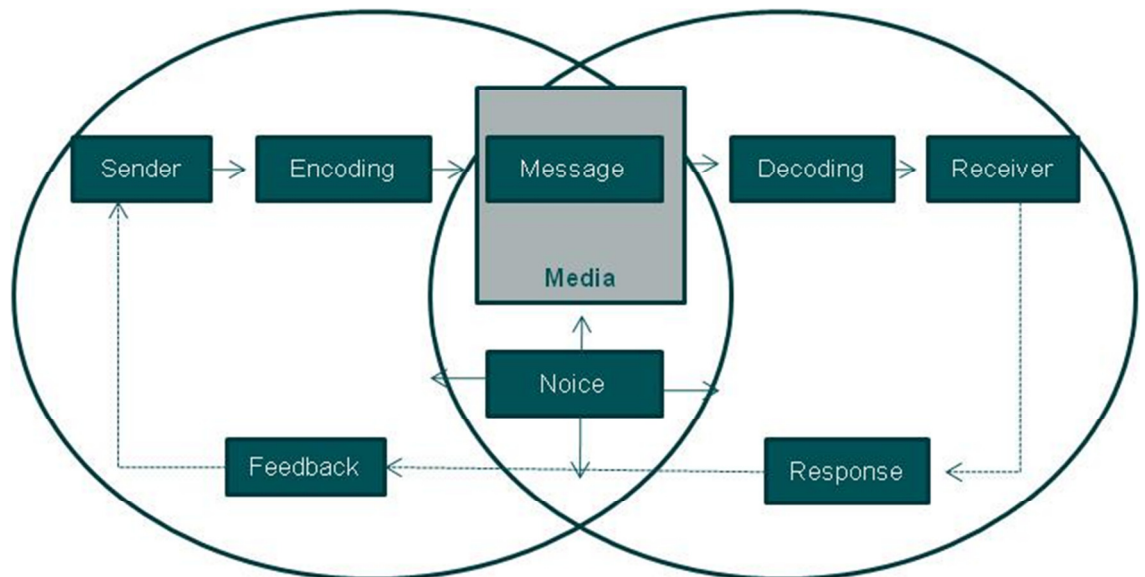 Sender
Encoding
Message
Decoding
Receiver
Media
Noice
Feedback
Response